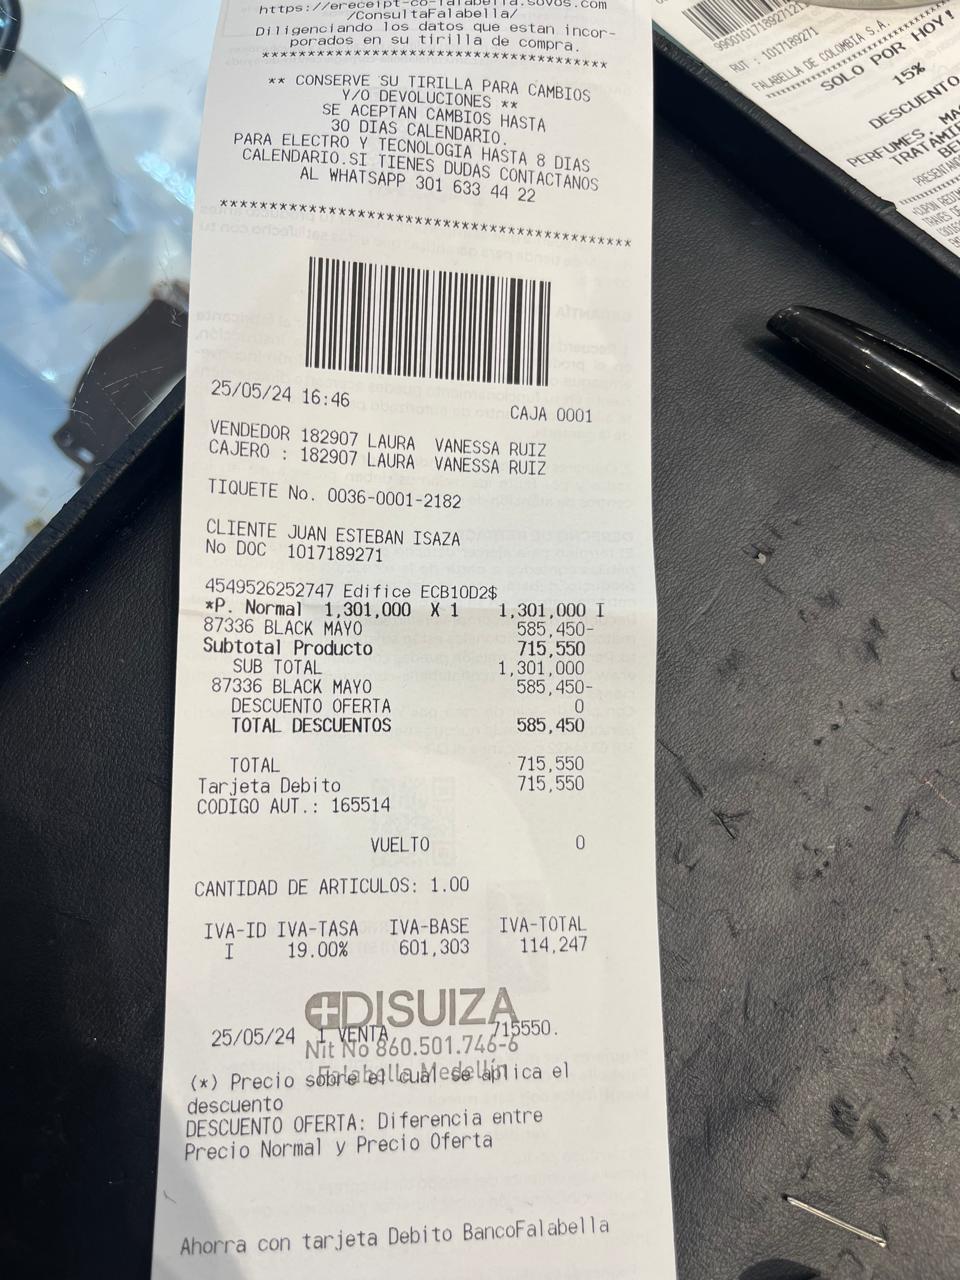 https://erecelpt-co-falabella.sovos.com
/ConsultaFalabella/
Diligenciando los datos que estan incor-
porados en su tirilla de compra.
****************************************
** CONSERVE SU TIRILLA PARA CAMBIOS
Y/O DEVOLUCIONES **
SE ACEPTAN CAMBIOS HASTA
30 DIAS CALENDARIO.
PARA ELECTRO Y TECNOLOGIA HASTA 8 DIAS
CALENDARIO.SI TIENES DUDAS CONTACTANOS
AL WHATSAPP 301 633 44 22
****************************************
25/05/24 16:46 CAJA 0001
VENDEDOR 182907 LAURA VANESSA RUIZ
CAJERO : 182907 LAURA VANESSA RUIZ
TIQUETE No. 0036-0001-2182
CLIENTE JUAN ESTEBAN ISAZA
No DOC 1017189271
4549526252747 Edifice ECB10D2$
*P. Normal 1,301,000 X 1 1,301,000 I
87336 BLACK MAYO 585,450-
Subtotal Producto 715,550
SUB TOTAL 1,301,000
87336 BLACK MAYO 585,450-
DESCUENTO OFERTA 0
TOTAL DESCUENTOS 585,450
TOTAL 715,550
Tarjeta Debito 715,550
CODIGO AUT.: 165514
VUELTO 0
CANTIDAD DE ARTICULOS: 1.00
IVA-ID IVA-TASA IVA-BASE IVA-TOTAL
I 19.00% 601,303 114,247
DISUIZA
25/05/24 1 VENTA 715550.
Nit No 860.501.746-6
Falabella Medellín
(*) Precio sobre el cual se aplica el
descuento
DESCUENTO OFERTA: Diferencia entre
Precio Normal y Precio Oferta
Ahorra con tarjeta Debito BancoFalabella
RUT : 1017189271
FALABELLA DE COLOMBIA S.A.
SOLO POR HOY!
15%
DESCUENTO
PERFUMES